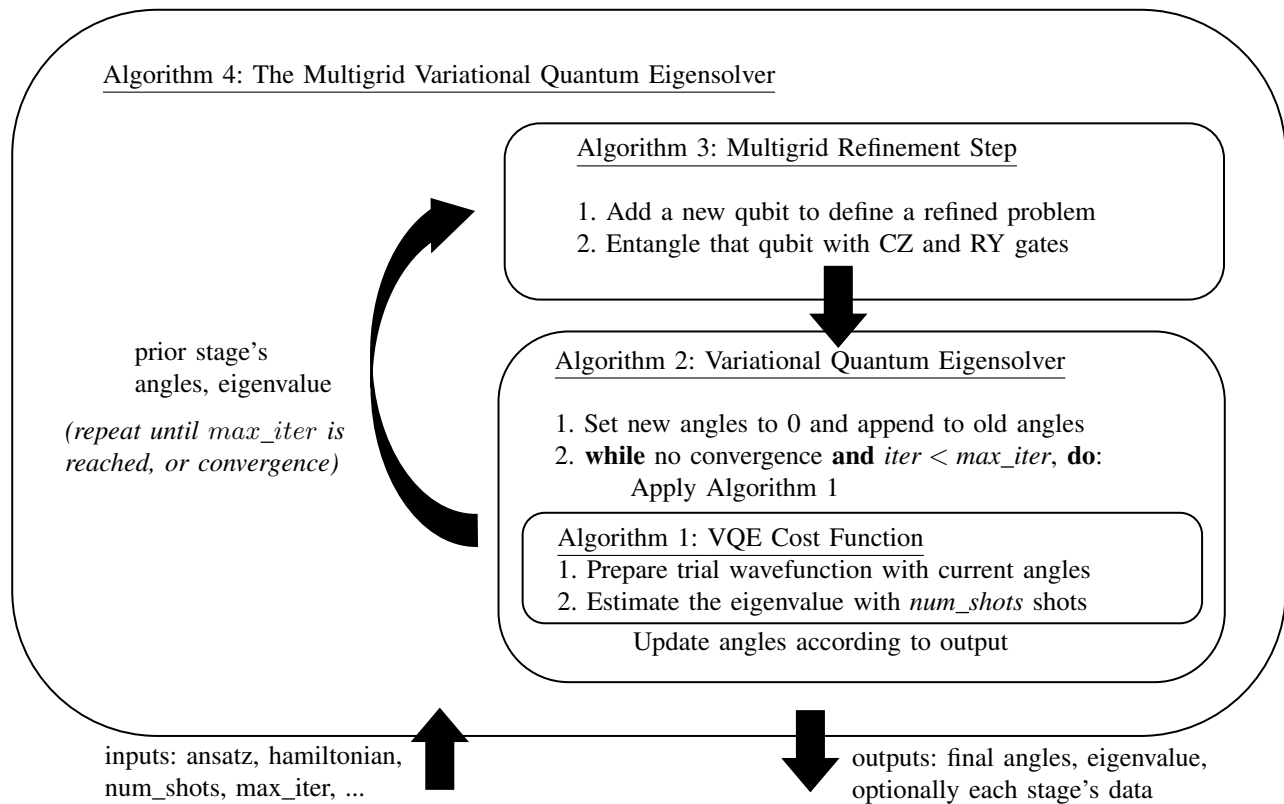 Algorithm 4: The Multigrid Variational Quantum Eigensolver
Algorithm 3: Multigrid Refinement Step
1. Add a new qubit to define a refined problem
2. Entangle that qubit with CZ and RY gates
prior stage's
angles, eigenvalue
(repeat until max_iter is
reached, or convergence)
Algorithm 2: Variational Quantum Eigensolver
1. Set new angles to 0 and append to old angles
2. while no convergence and iter < max_iter, do:
Apply Algorithm 1
Algorithm 1: VQE Cost Function
1. Prepare trial wavefunction with current angles
2. Estimate the eigenvalue with num_shots shots
Update angles according to output
inputs: ansatz, hamiltonian,
num_shots, max_iter, ...
outputs: final angles, eigenvalue,
optionally each stage's data